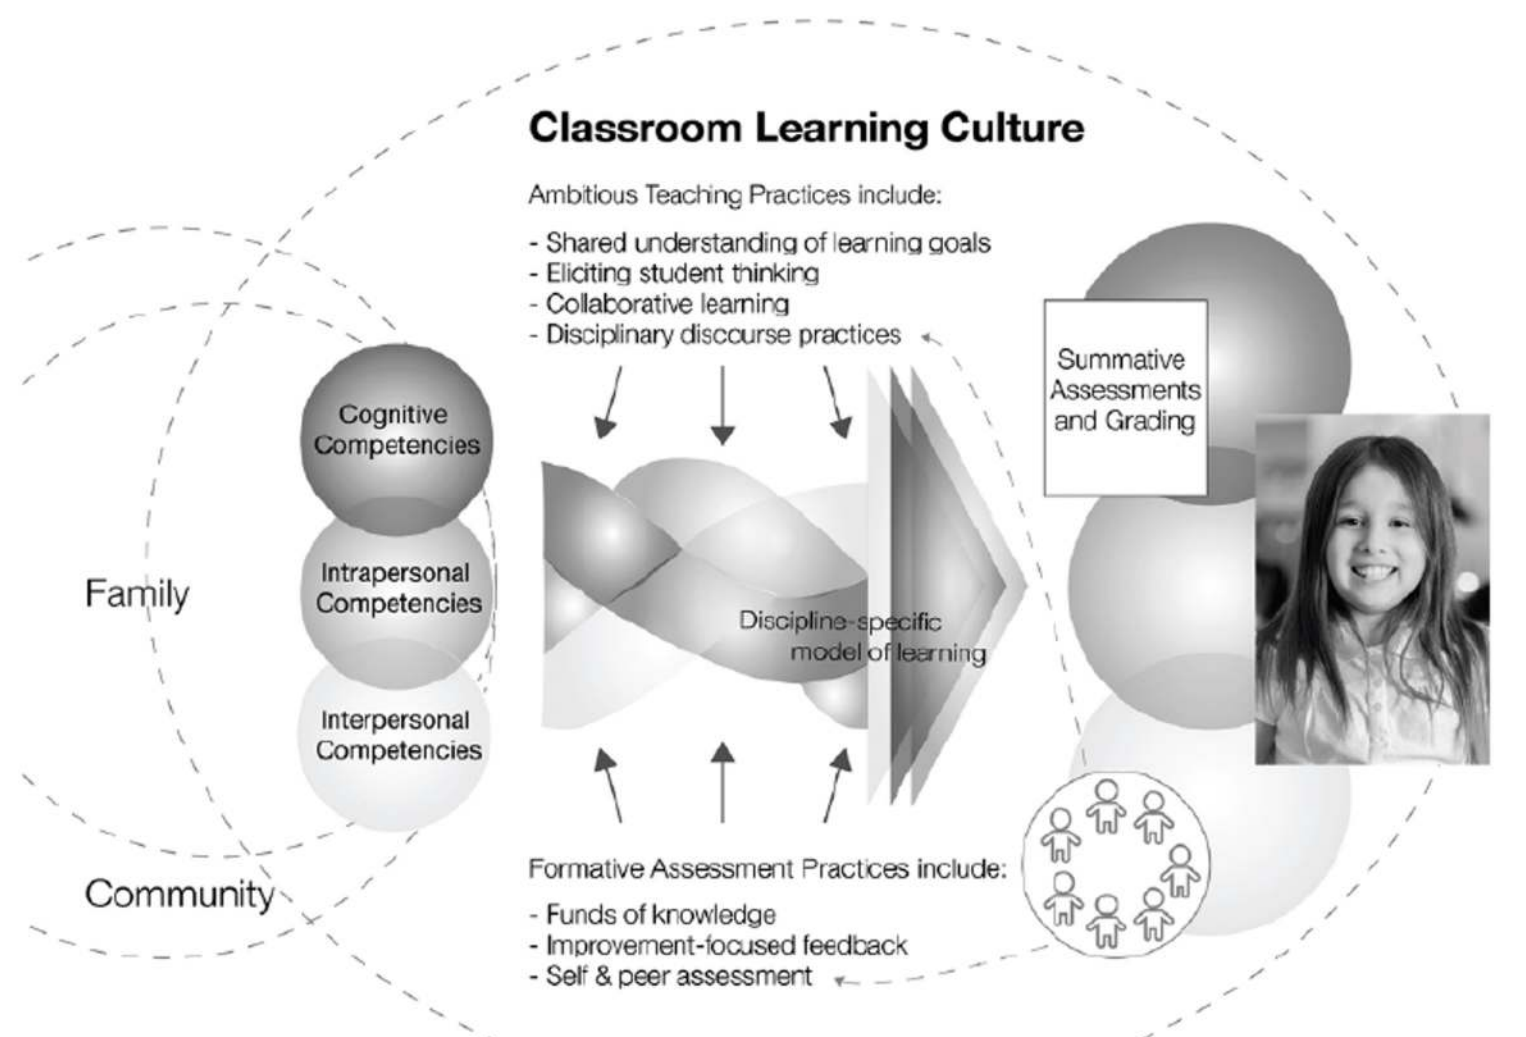 Classroom Learning Culture
Ambitious Teaching Practices include:
- Shared understanding of learning goals
- Eliciting student thinking
- Collaborative learning
- Disciplinary discourse practices
Summative
Assessments
and Grading
Cognitive
Competencies
Intrapersonal
Competencies
Interpersonal
Competencies
Family
Community
Discipline-specific
model of learning
Formative Assessment Practices include:
- Funds of knowledge
- Improvement-focused feedback
- Self & peer assessment